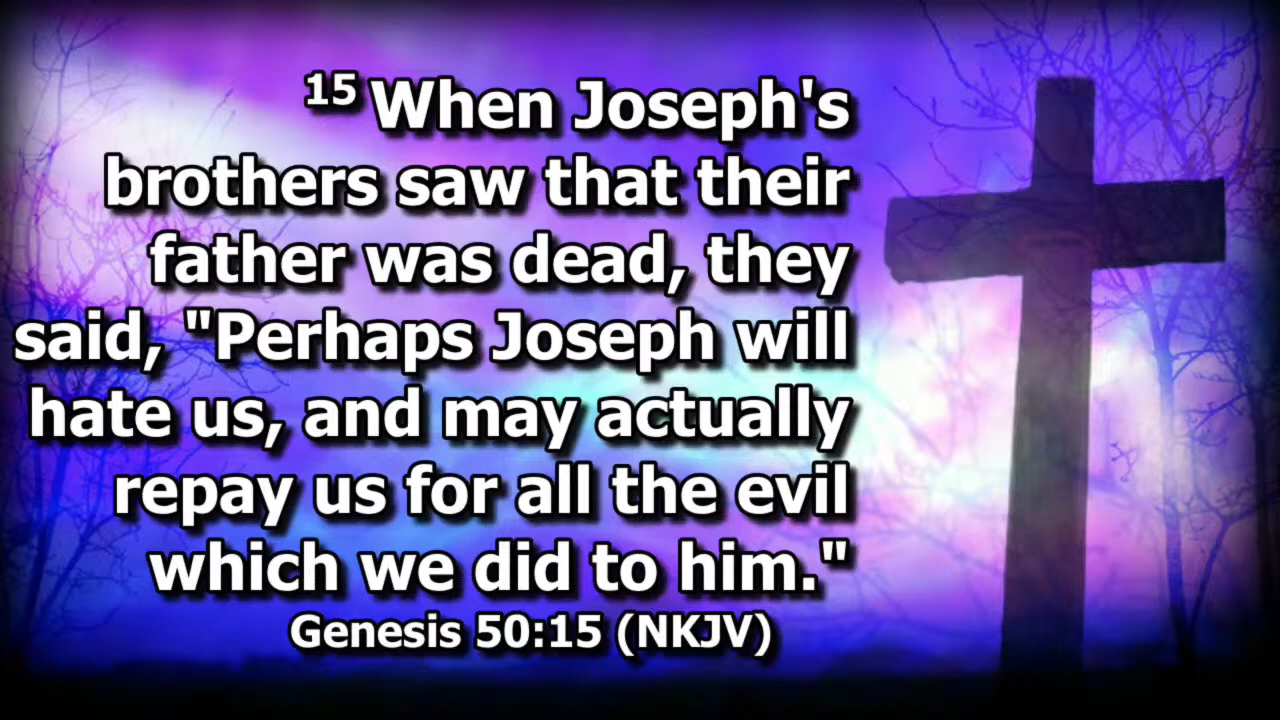 15 When Joseph's
brothers saw that their
father was dead, they
said, "Perhaps Joseph will
hate us, and may actually
repay us for all the evil
which we did to him."
Genesis 50:15 (NKJV)